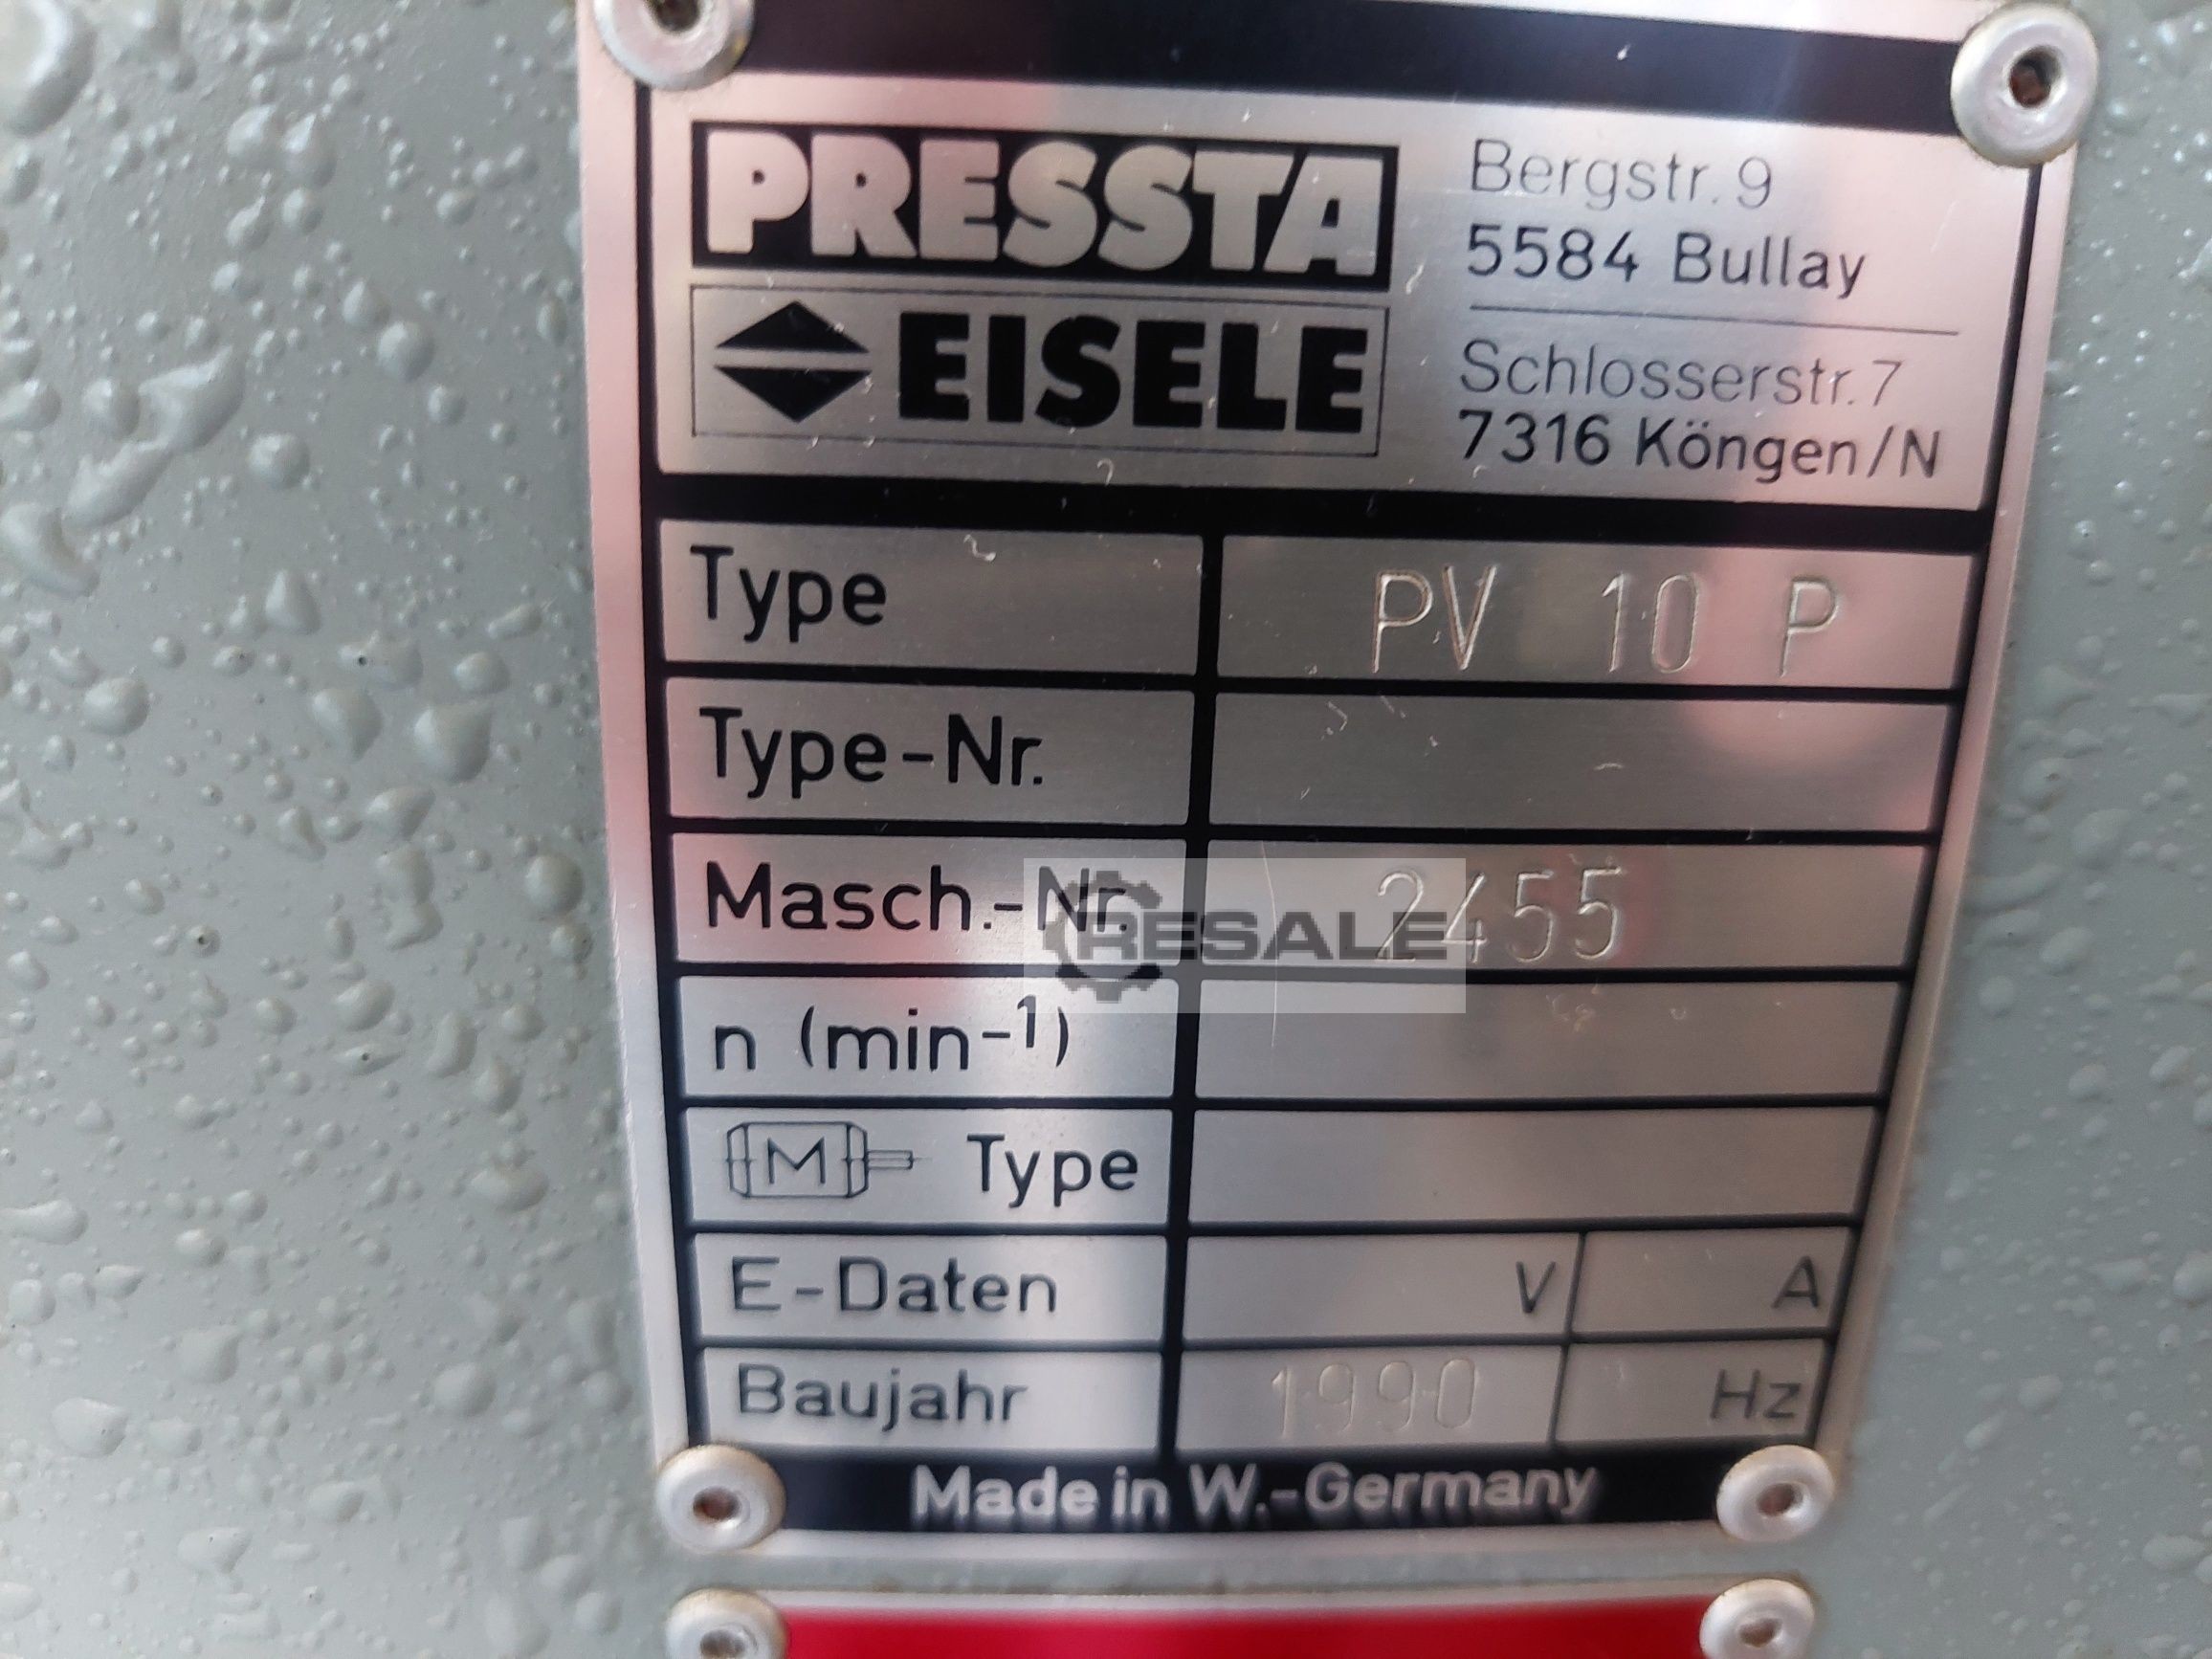 PRESSTA
EISELE
Bergstr. 9
5584 Bullay
Schlosserstr. 7
7316 Köngen/N
Type PV 10 P
Type-Nr.
Masch.-Nr. 2455
RESALE
n (min-1)
M Type
E-Daten V A
Baujahr 1990 Hz
Made in W.-Germany